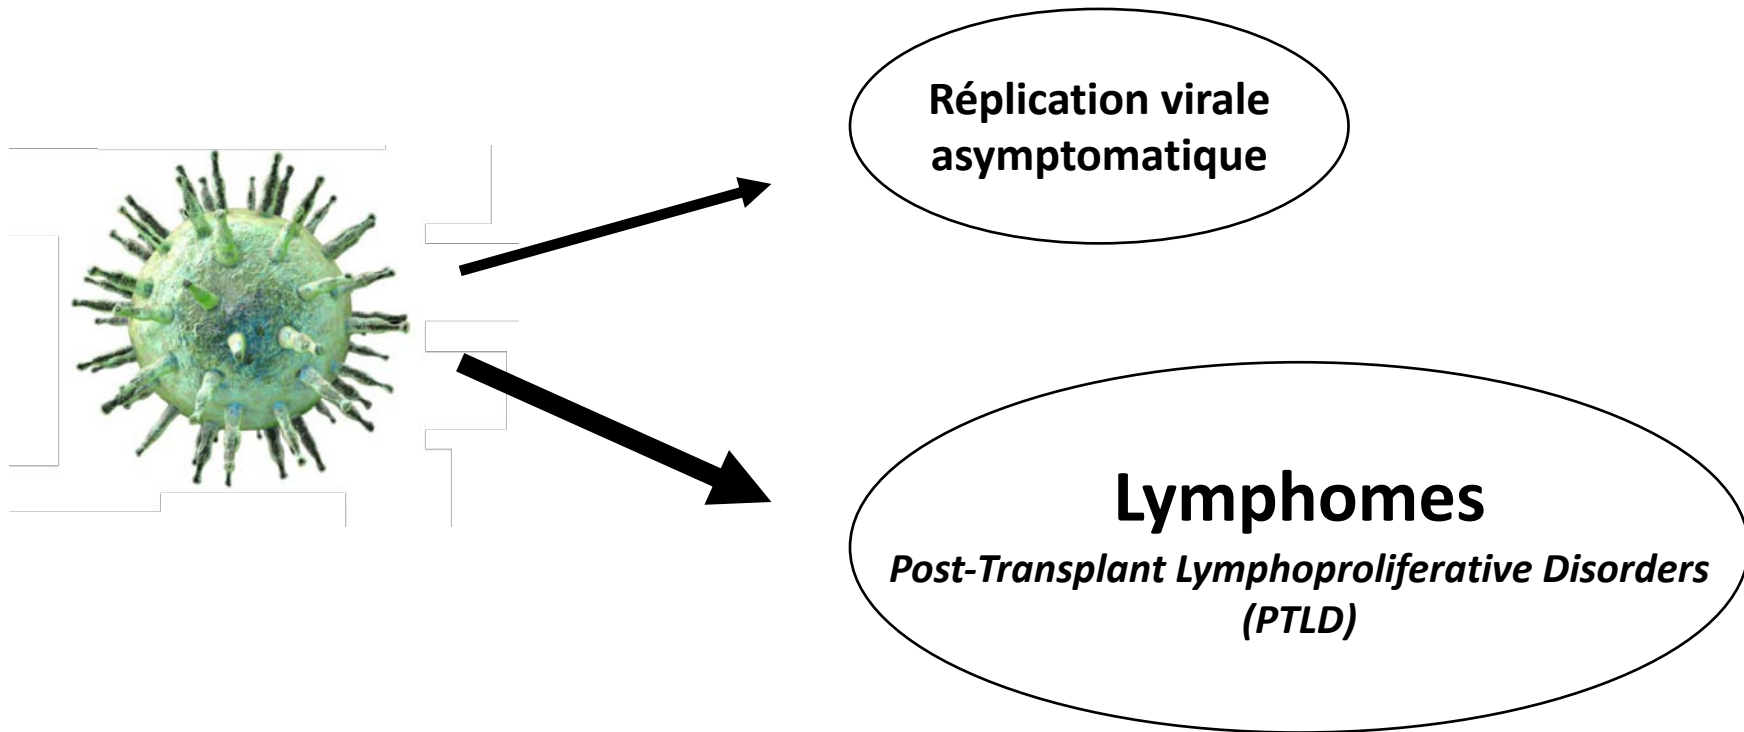 Réplication virale
asymptomatique
Lymphomes
Post-Transplant Lymphoproliferative Disorders
(PTLD)